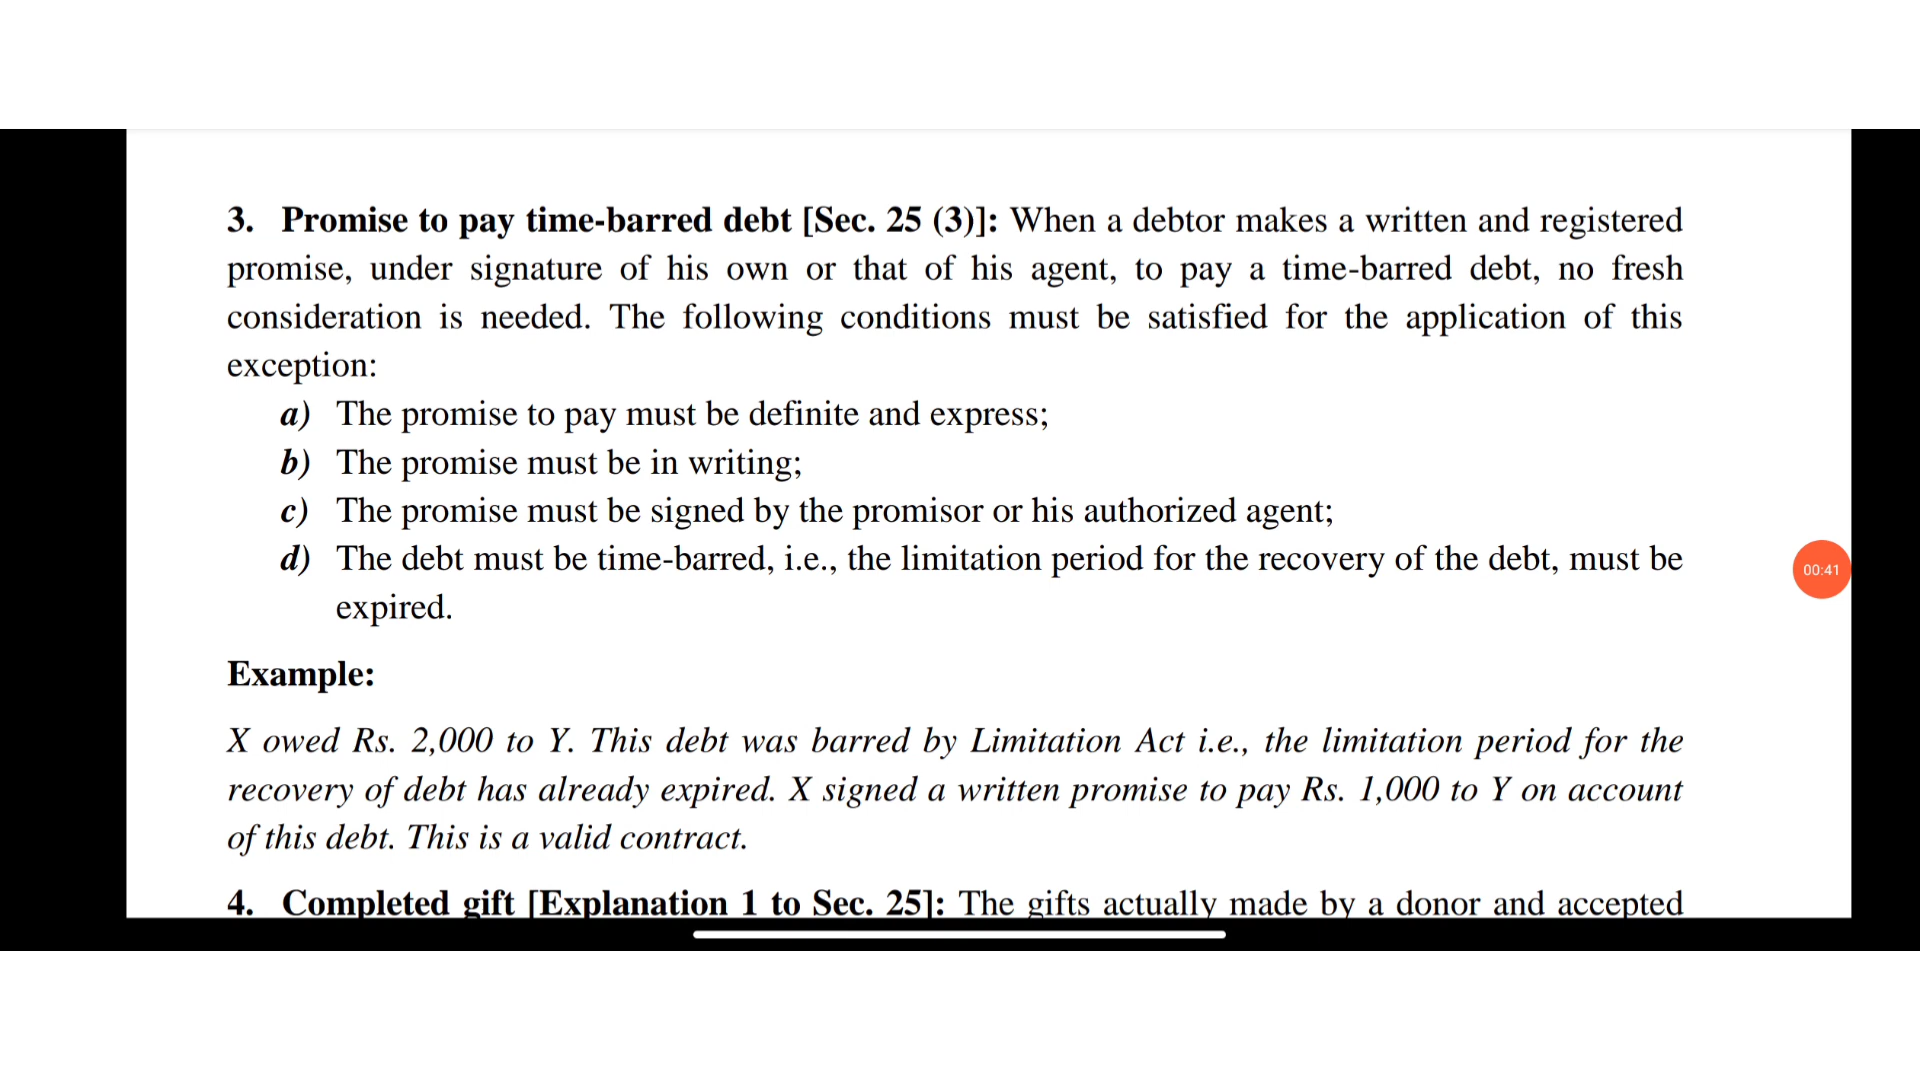 3. Promise to pay time-barred debt [Sec. 25 (3)]: When a debtor makes a written and registered
promise, under signature of his own or that of his agent, to pay a time-barred debt, no fresh
consideration is needed. The following conditions must be satisfied for the application of this
exception:
a) The promise to pay must be definite and express;
b) The promise must be in writing;
c) The promise must be signed by the promisor or his authorized agent;
d) The debt must be time-barred, i.e., the limitation period for the recovery of the debt, must be
expired.
00:41
Example:
X owed Rs. 2,000 to Y. This debt was barred by Limitation Act i.e., the limitation period for the
recovery of debt has already expired. X signed a written promise to pay Rs. 1,000 to Y on account
of this debt. This is a valid contract.
4. Completed gift [Explanation 1 to Sec. 25]: The gifts actually made by a donor and accepted